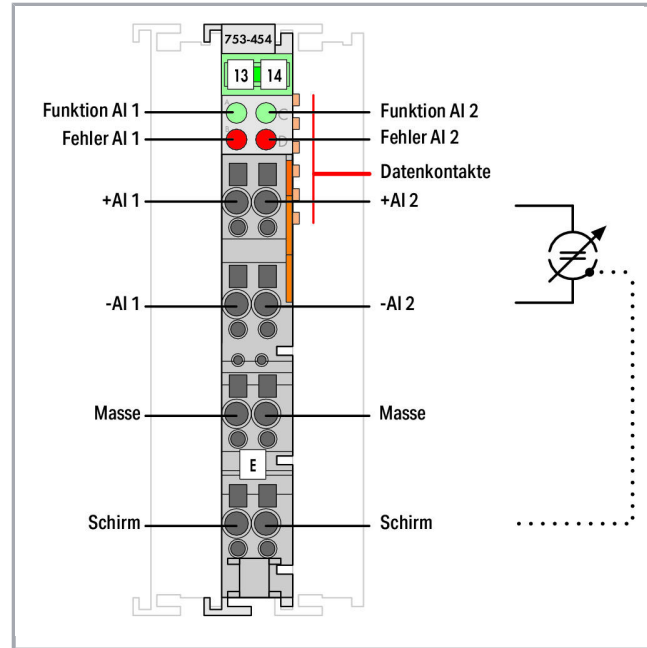 753-454
13 14
A C
Funktion AI 1 Funktion AI 2
Fehler AI 1 D Fehler AI 2
Datenkontakte
+AI 1 +AI 2
-AI 1 -AI 2
Masse Masse
E
Schirm Schirm